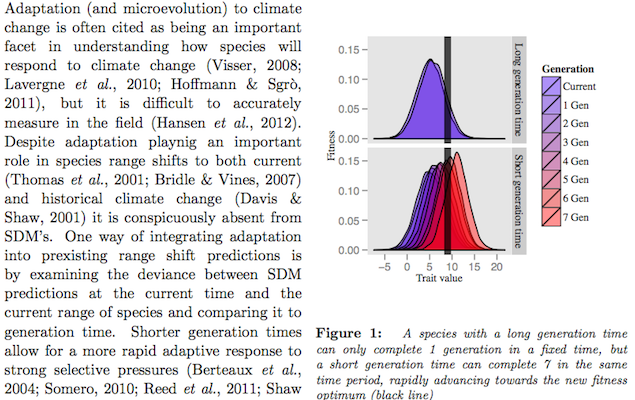 Adaptation (and microevolution) to climate
change is often cited as being an important
facet in understanding how species will
respond to climate change (Visser, 2008;
Lavergne et al., 2010; Hoffmann & Sgrò,
2011), but it is difficult to accurately
measure in the field (Hansen et al., 2012).
Despite adaptation playnig an important
role in species range shifts to both current
(Thomas et al., 2001; Bridle & Vines, 2007)
and historical climate change (Davis &
Shaw, 2001) it is conspicuously absent from
SDM's. One way of integrating adaptation
into prexisting range shift predictions is
by examining the deviance between SDM
predictions at the current time and the
current range of species and comparing it to
generation time. Shorter generation times
allow for a more rapid adaptive response to
strong selective pressures (Berteaux et al.,
2004; Somero, 2010; Reed et al., 2011; Shaw
Fitness
0.15
0.10
0.05
0.00
Long generation time
0.15
0.10
0.05
0.00
Short generation time
-5 0 5 10 15 20
Trait value
Generation
Current
1 Gen
2 Gen
3 Gen
4 Gen
5 Gen
6 Gen
7 Gen
Figure 1: A species with a long generation time
can only complete 1 generation in a fixed time, but
a short generation time can complete 7 in the same
time period, rapidly advancing towards the new fitness
optimum (black line)